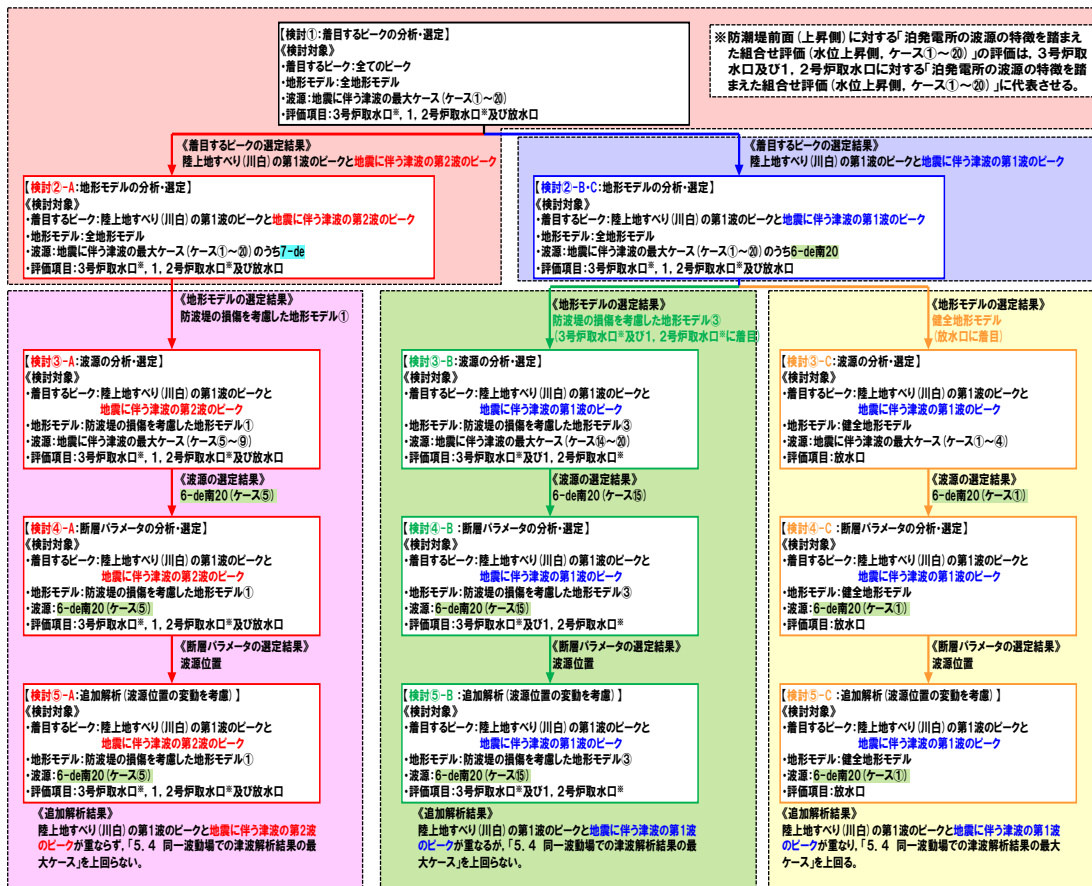 【検討①:着目するピークの分析・選定】
《検討対象》
・着目するピーク:全てのピーク
・地形モデル:全地形モデル
・波源:地震に伴う津波の最大ケース(ケース①～⑳)
・評価項目:3号炉取水口※, 1, 2号炉取水口※及び放水口
※防潮堤前面(上昇側)に対する「泊発電所の波源の特徴を踏まえ
た組合せ評価(水位上昇側, ケース①～⑳)」の評価は, 3号炉取
水口及び1, 2号炉取水口に対する「泊発電所の波源の特徴を踏
まえた組合せ評価(水位上昇側, ケース①～⑳)」に代表させる。
《着目するピークの選定結果》
陸上地すべり(川白)の第1波のピークと地震に伴う津波の第2波のピーク
《着目するピークの選定結果》
陸上地すべり(川白)の第1波のピークと地震に伴う津波の第1波のピーク
【検討②-A:地形モデルの分析・選定】
《検討対象》
・着目するピーク:陸上地すべり(川白)の第1波のピークと地震に伴う津波の第2波のピーク
・地形モデル:全地形モデル
・波源:地震に伴う津波の最大ケース(ケース①～⑳)のうち7-de
・評価項目:3号炉取水口※, 1, 2号炉取水口※及び放水口
【検討②-B・C:地形モデルの分析・選定】
《検討対象》
・着目するピーク:陸上地すべり(川白)の第1波のピークと地震に伴う津波の第1波のピーク
・地形モデル:全地形モデル
・波源:地震に伴う津波の最大ケース(ケース①～⑳)のうち6-de南20
・評価項目:3号炉取水口※, 1, 2号炉取水口※及び放水口
《地形モデルの選定結果》
防波堤の損傷を考慮した地形モデル①
《地形モデルの選定結果》
防波堤の損傷を考慮した地形モデル③
(3号炉取水口※及び1, 2号炉取水口※に着目)
《地形モデルの選定結果》
健全地形モデル
(放水口に着目)
【検討③-A:波源の分析・選定】
《検討対象》
・着目するピーク:陸上地すべり(川白)の第1波のピークと
地震に伴う津波の第2波のピーク
・地形モデル:防波堤の損傷を考慮した地形モデル①
・波源:地震に伴う津波の最大ケース(ケース⑤～⑨)
・評価項目:3号炉取水口※, 1, 2号炉取水口※及び放水口
【検討③-B:波源の分析・選定】
《検討対象》
・着目するピーク:陸上地すべり(川白)の第1波のピークと
地震に伴う津波の第1波のピーク
・地形モデル:防波堤の損傷を考慮した地形モデル③
・波源:地震に伴う津波の最大ケース(ケース⑭～⑳)
・評価項目:3号炉取水口※及び1, 2号炉取水口※
【検討③-C:波源の分析・選定】
《検討対象》
・着目するピーク:陸上地すべり(川白)の第1波のピークと
地震に伴う津波の第1波のピーク
・地形モデル:健全地形モデル
・波源:地震に伴う津波の最大ケース(ケース①～④)
・評価項目:放水口
《波源の選定結果》
6-de南20(ケース⑤)
《波源の選定結果》
6-de南20(ケース⑮)
《波源の選定結果》
6-de南20(ケース①)
【検討④-A:断層パラメータの分析・選定】
《検討対象》
・着目するピーク:陸上地すべり(川白)の第1波のピークと
地震に伴う津波の第2波のピーク
・地形モデル:防波堤の損傷を考慮した地形モデル①
・波源:6-de南20(ケース⑤)
・評価項目:3号炉取水口※, 1, 2号炉取水口※及び放水口
【検討④-B:断層パラメータの分析・選定】
《検討対象》
・着目するピーク:陸上地すべり(川白)の第1波のピークと
地震に伴う津波の第1波のピーク
・地形モデル:防波堤の損傷を考慮した地形モデル③
・波源:6-de南20(ケース⑮)
・評価項目:3号炉取水口※及び1, 2号炉取水口※
【検討④-C:断層パラメータの分析・選定】
《検討対象》
・着目するピーク:陸上地すべり(川白)の第1波のピークと
地震に伴う津波の第1波のピーク
・地形モデル:健全地形モデル
・波源:6-de南20(ケース①)
・評価項目:放水口
《断層パラメータの選定結果》
波源位置
《断層パラメータの選定結果》
波源位置
《断層パラメータの選定結果》
波源位置
【検討⑤-A:追加解析(波源位置の変動を考慮)】
《検討対象》
・着目するピーク:陸上地すべり(川白)の第1波のピークと
地震に伴う津波の第2波のピーク
・地形モデル:防波堤の損傷を考慮した地形モデル①
・波源:6-de南20(ケース⑤)
・評価項目:3号炉取水口※, 1, 2号炉取水口※及び放水口
【検討⑤-B:追加解析(波源位置の変動を考慮)】
《検討対象》
・着目するピーク:陸上地すべり(川白)の第1波のピークと
地震に伴う津波の第1波のピーク
・地形モデル:防波堤の損傷を考慮した地形モデル③
・波源:6-de南20(ケース⑮)
・評価項目:3号炉取水口※及び1, 2号炉取水口※
【検討⑤-C:追加解析(波源位置の変動を考慮)】
《検討対象》
・着目するピーク:陸上地すべり(川白)の第1波のピークと
地震に伴う津波の第1波のピーク
・地形モデル:健全地形モデル
・波源:6-de南20(ケース①)
・評価項目:放水口
《追加解析結果》
陸上地すべり(川白)の第1波のピークと地震に伴う津波の第2波
のピークが重ならず,「5.4 同一波動場での津波解析結果の最
大ケース」を上回らない。
《追加解析結果》
陸上地すべり(川白)の第1波のピークと地震に伴う津波の第1波
のピークが重なるが,「5.4 同一波動場での津波解析結果の最
大ケース」を上回らない。
《追加解析結果》
陸上地すべり(川白)の第1波のピークと地震に伴う津波の第1波
のピークが重なり,「5.4 同一波動場での津波解析結果の最大
ケース」を上回る。